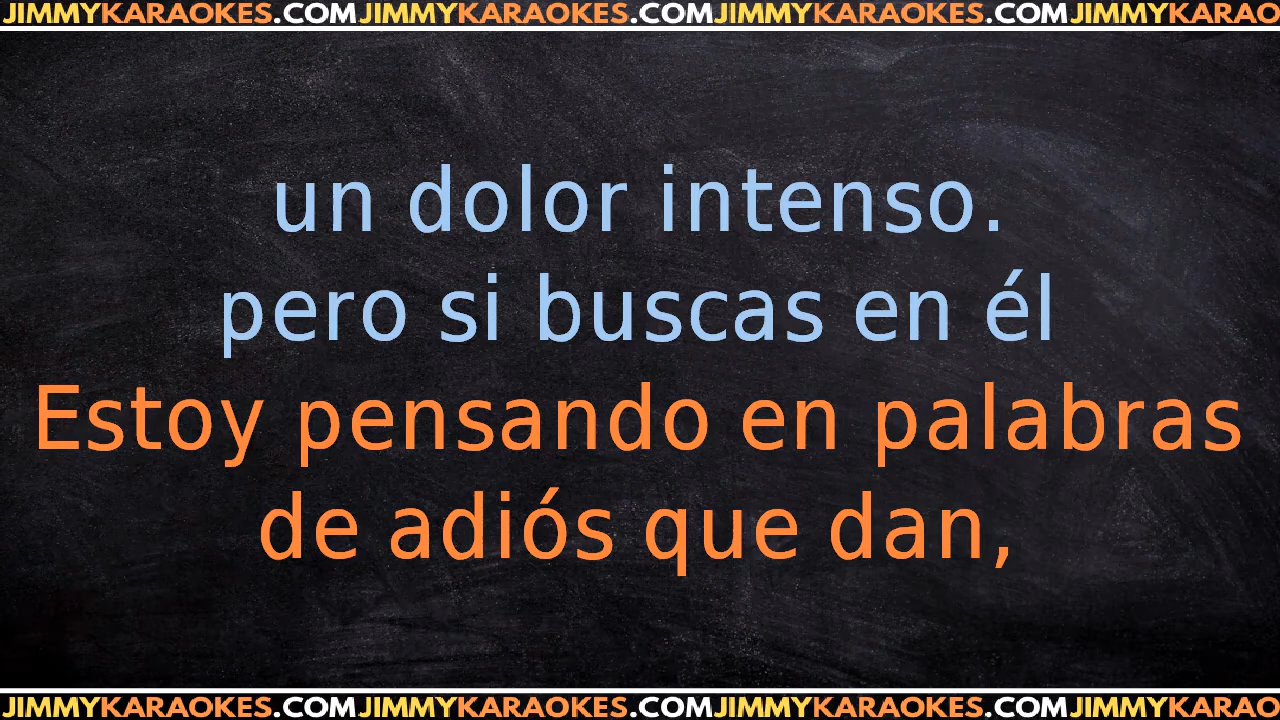 JIMMYKARAOKES.COMJIMMYKARAOKES.COMJIMMYKARAOKES.COMJIMMYKARAO
un dolor intenso.
pero si buscas en él
Estoy pensando en palabras
de adiós que dan,
JIMMYKARAOKES.COMJIMMYKARAOKES.COMJIMMYKARAOKES.COMJIMMYKARAO